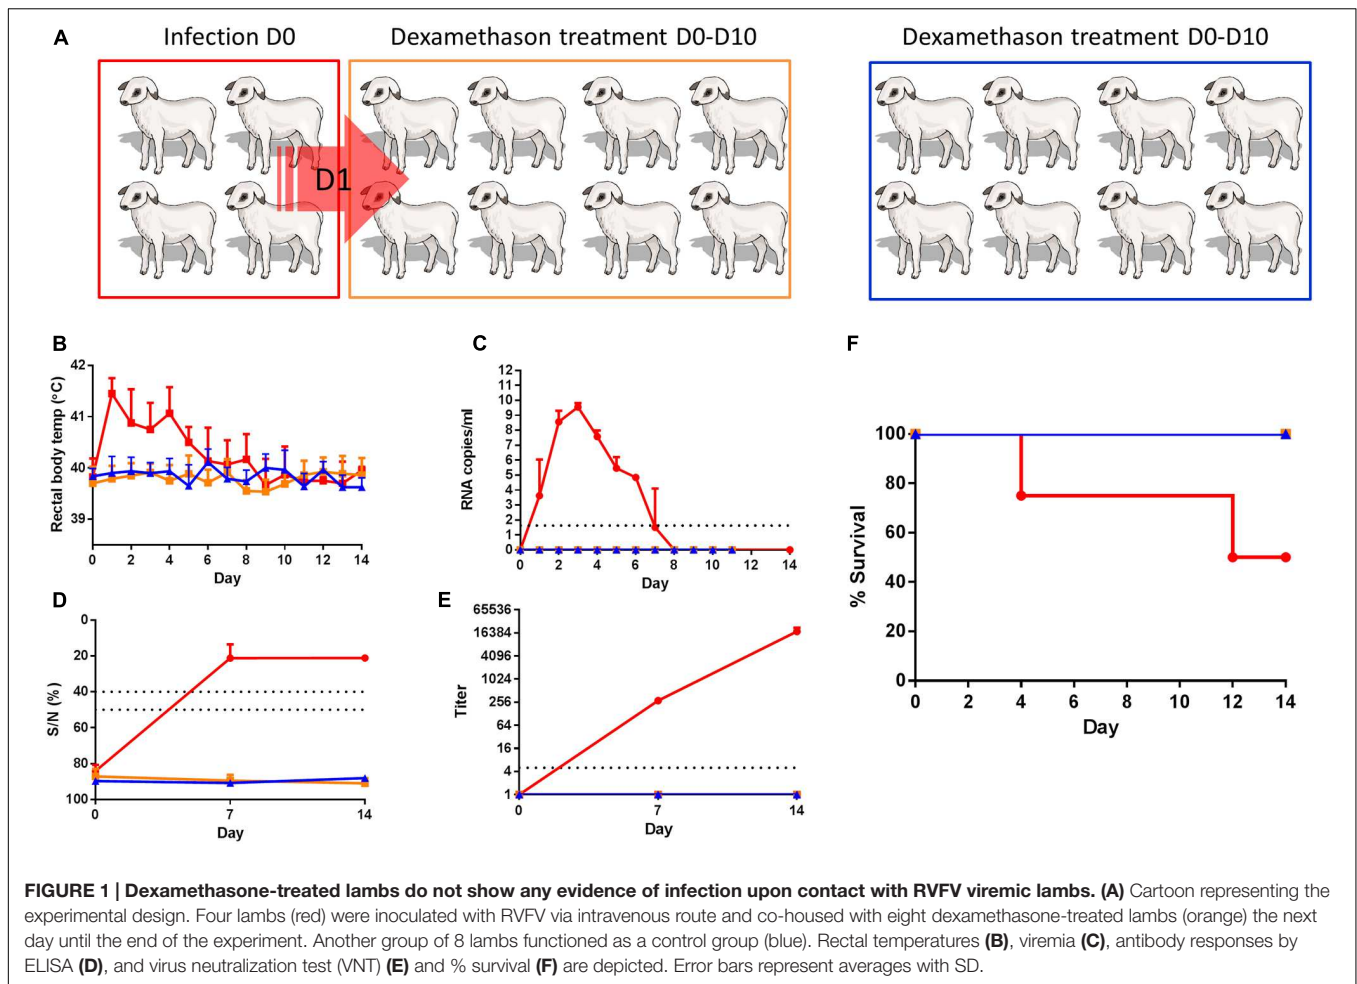 A
Infection D0
Dexamethason treatment D0-D10
Dexamethason treatment D0-D10
D1
B
Rectal body temp (°C)
42
41
40
39
0 2 4 6 8 10 12 14
Day
C
RNA copies/ml
12
11
10
9
8
7
6
5
4
3
2
1
0
0 2 4 6 8 10 12 14
Day
F
% Survival
100
80
60
40
20
0
0 2 4 6 8 10 12 14
Day
D
S/N (%)
0
20
40
60
80
100
0 7 14
Day
E
Titer
65536
16384
4096
1024
256
64
16
4
1
0 7 14
Day
FIGURE 1 | Dexamethasone-treated lambs do not show any evidence of infection upon contact with RVFV viremic lambs. (A) Cartoon representing the
experimental design. Four lambs (red) were inoculated with RVFV via intravenous route and co-housed with eight dexamethasone-treated lambs (orange) the next
day until the end of the experiment. Another group of 8 lambs functioned as a control group (blue). Rectal temperatures (B), viremia (C), antibody responses by
ELISA (D), and virus neutralization test (VNT) (E) and % survival (F) are depicted. Error bars represent averages with SD.